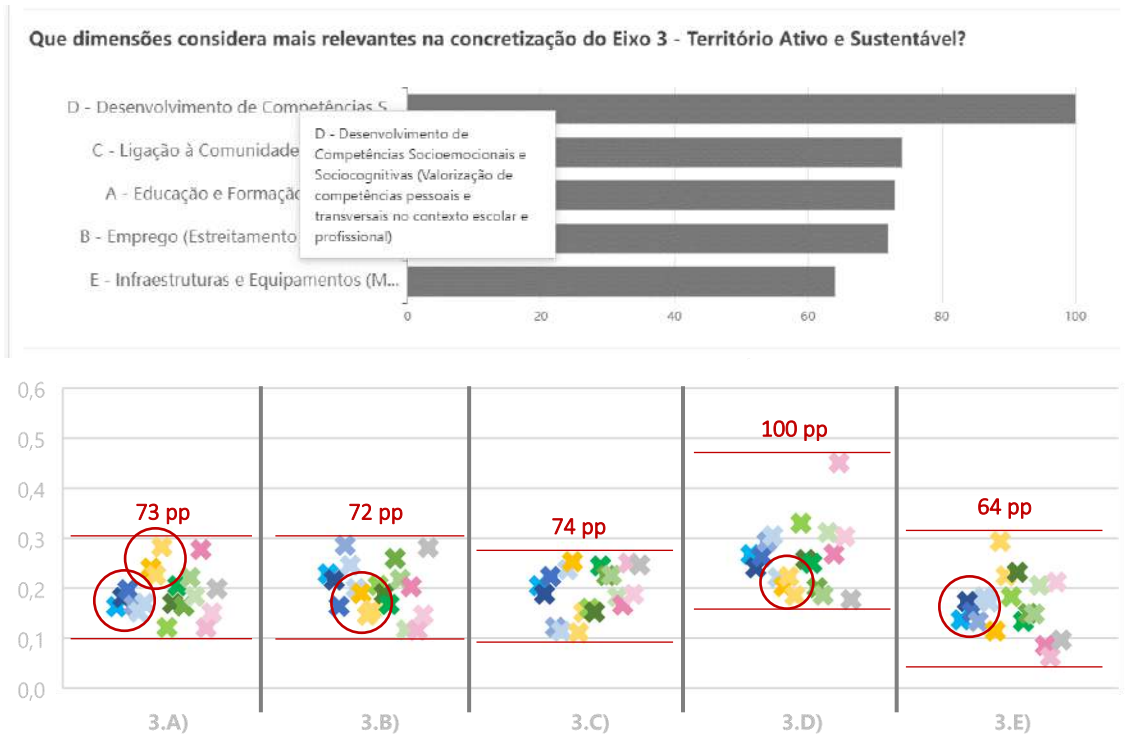 Que dimensões considera mais relevantes na concretização do Eixo 3 - Território Ativo e Sustentável?
D - Desenvolvimento de Competências S
C - Ligação à Comunidade
A - Educação e Formação
B - Emprego (Estreitamento
E - Infraestruturas e Equipamentos (M...
D - Desenvolvimento de
Competências Socioemocionais e
Sociocognitivas (Valorização de
competências pessoais e
transversais no contexto escolar e
profissional)
0 20 40 60 80 100
0,6
0,5
0,4
0,3
0,2
0,1
0,0
73 pp
72 pp
74 pp
100 pp
64 pp
3.A) 3.B) 3.C) 3.D) 3.E)